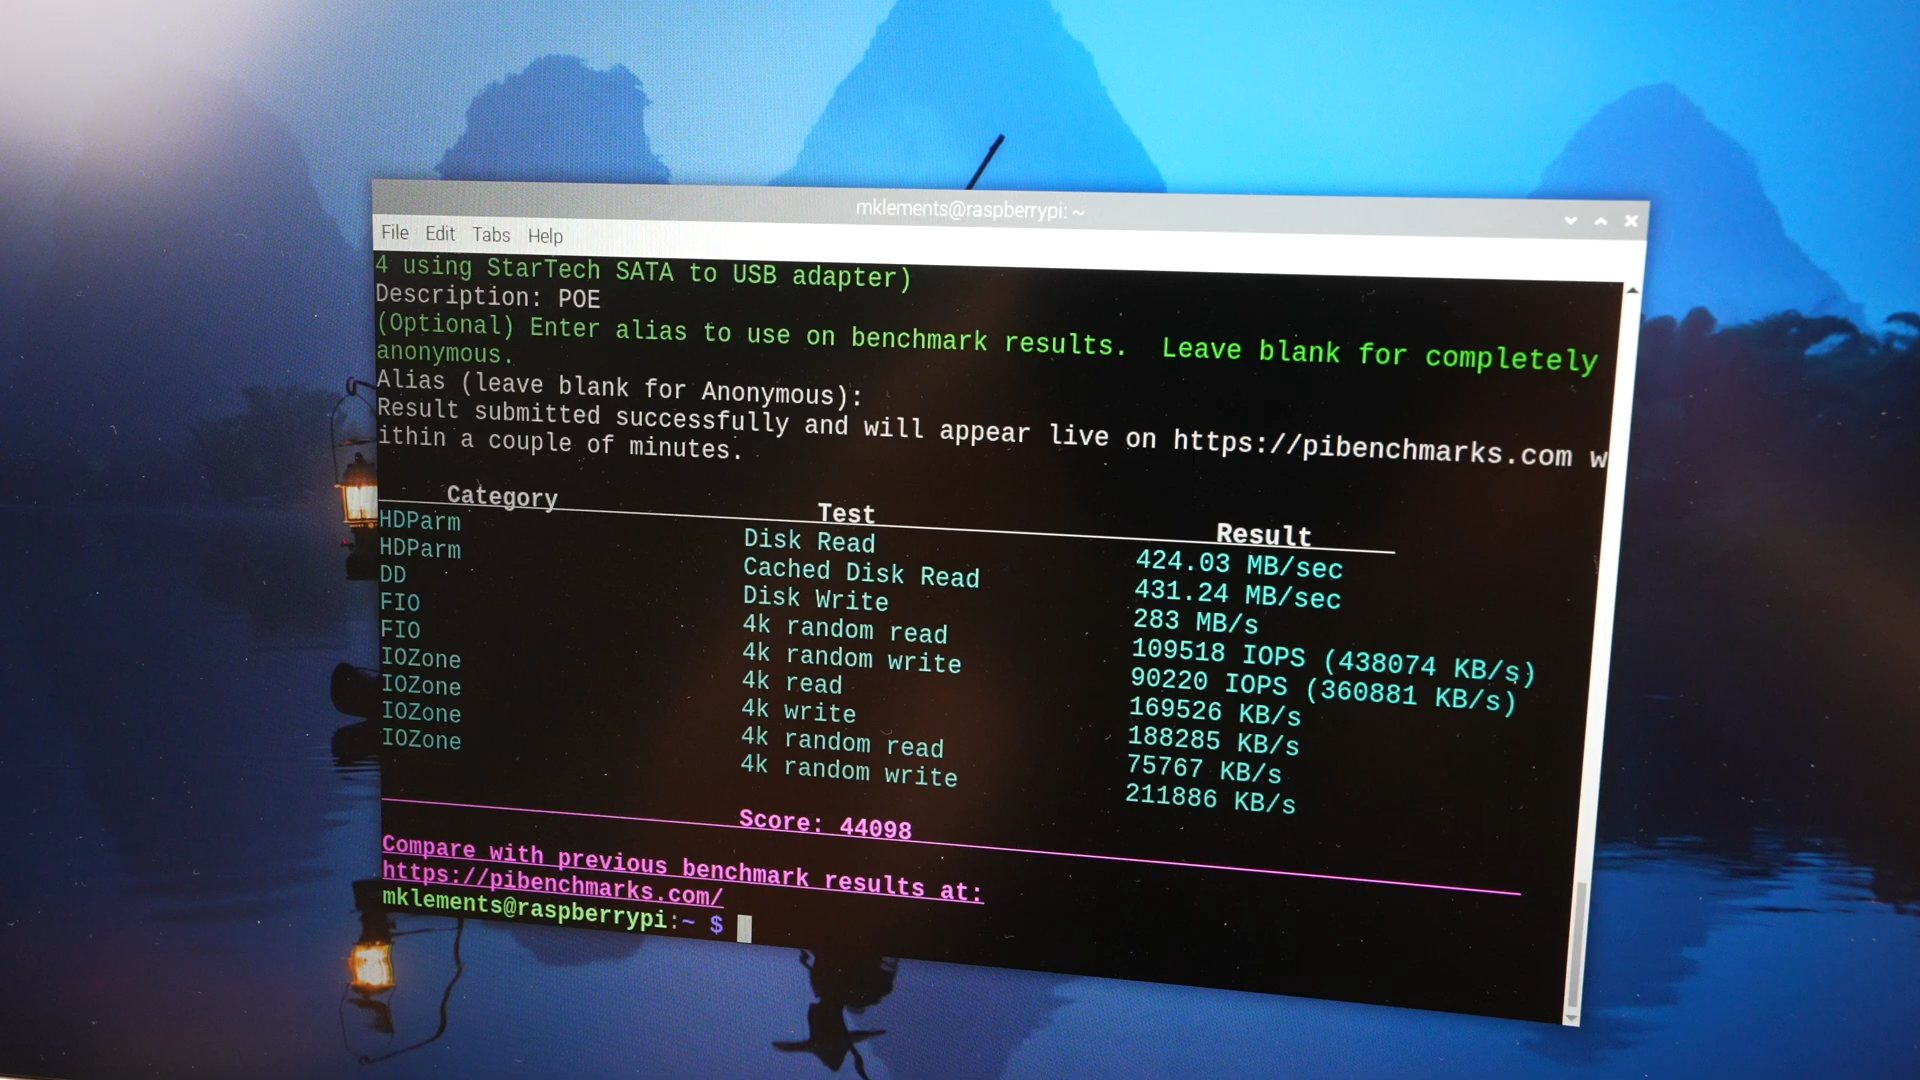 mklements@raspberrypi: ~
File Edit Tabs Help
4 using StarTech SATA to USB adapter)
Description: POE
(Optional) Enter alias to use on benchmark results.  Leave blank for completely
anonymous.
Alias (leave blank for Anonymous):
Result submitted successfully and will appear live on https://pibenchmarks.com w
ithin a couple of minutes.
Category Test Result
HDParm Disk Read 424.03 MB/sec
HDParm Cached Disk Read 431.24 MB/sec
DD Disk Write 283 MB/s
FIO 4k random read 109518 IOPS (438074 KB/s)
FIO 4k random write 90220 IOPS (360881 KB/s)
IOZone 4k read 169526 KB/s
IOZone 4k write 188285 KB/s
IOZone 4k random read 75767 KB/s
IOZone 4k random write 211886 KB/s
Score: 44098
Compare with previous benchmark results at:
https://pibenchmarks.com/
mklements@raspberrypi:~ $